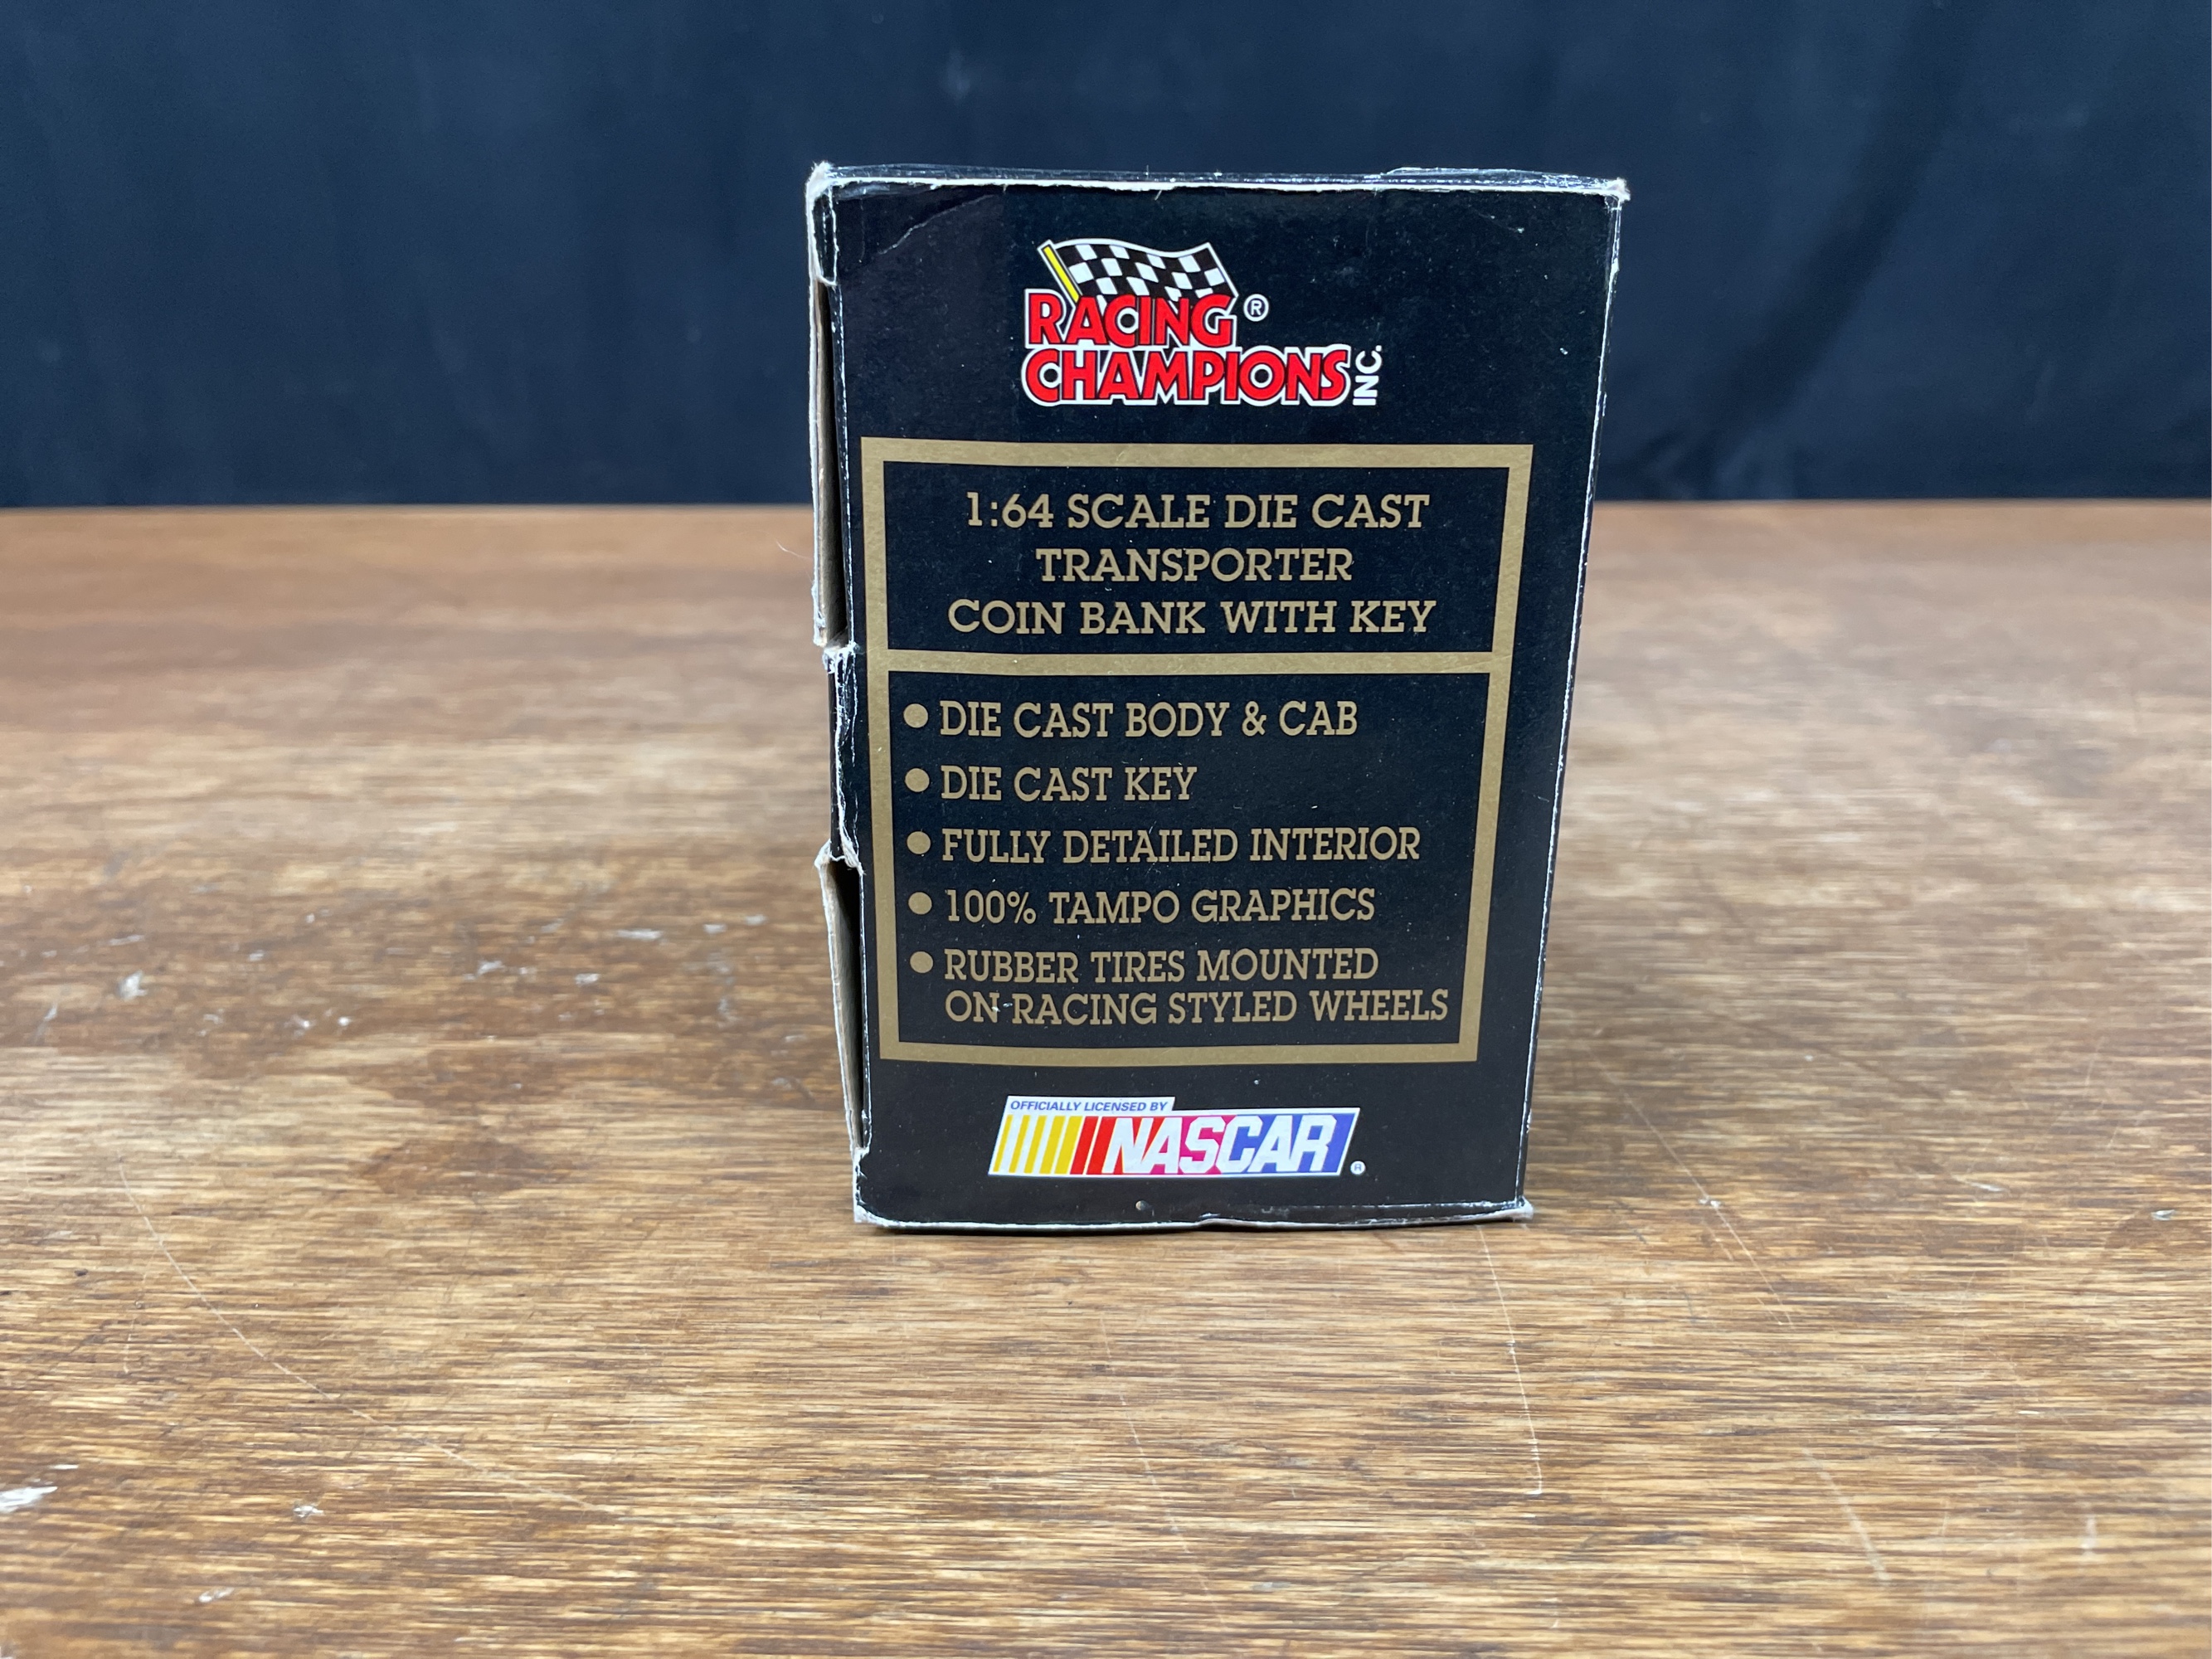 RACING ®
CHAMPIONS INC.
1:64 SCALE DIE CAST
TRANSPORTER
COIN BANK WITH KEY
● DIE CAST BODY & CAB
● DIE CAST KEY
● FULLY DETAILED INTERIOR
● 100% TAMPO GRAPHICS
● RUBBER TIRES MOUNTED
ON RACING STYLED WHEELS
OFFICIALLY LICENSED BY
NASCAR ®